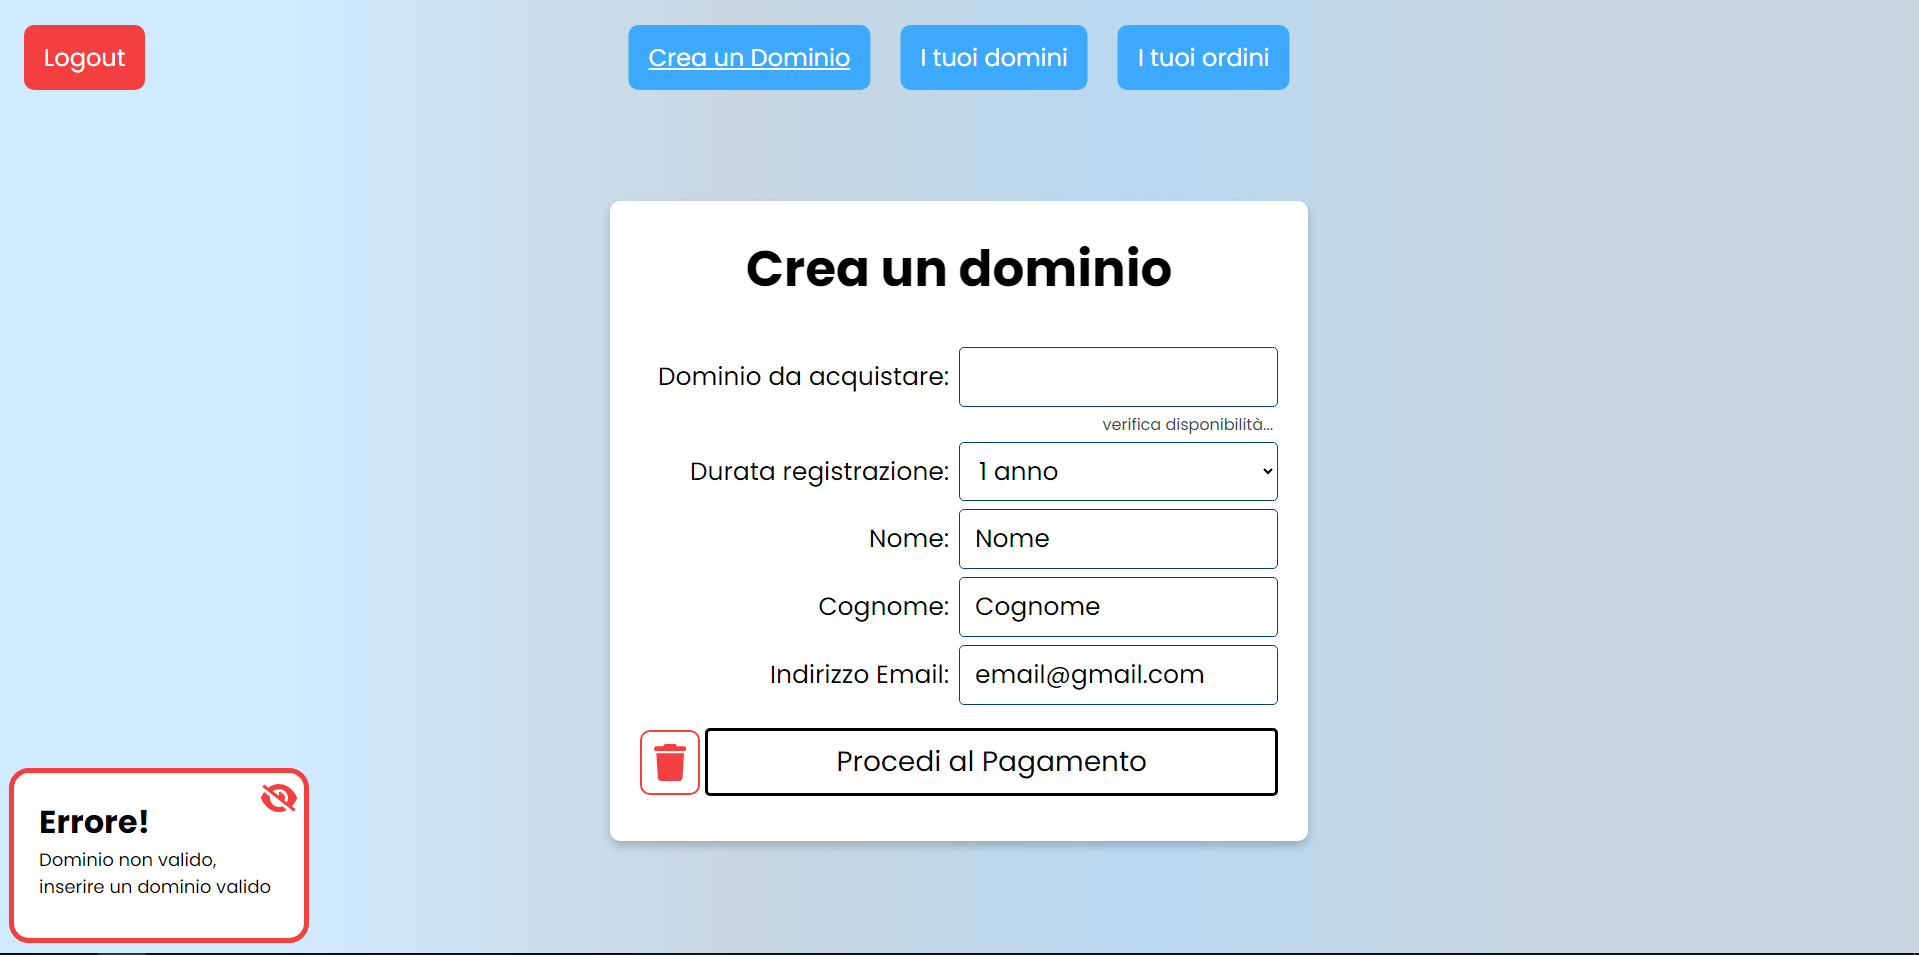 Logout
Crea un Dominio
I tuoi domini
I tuoi ordini
Crea un dominio
Dominio da acquistare:
verifica disponibilità...
Durata registrazione:
1 anno
Nome:
Nome
Cognome:
Cognome
Indirizzo Email:
email@gmail.com
Procedi al Pagamento
Errore!
Dominio non valido,
inserire un dominio valido